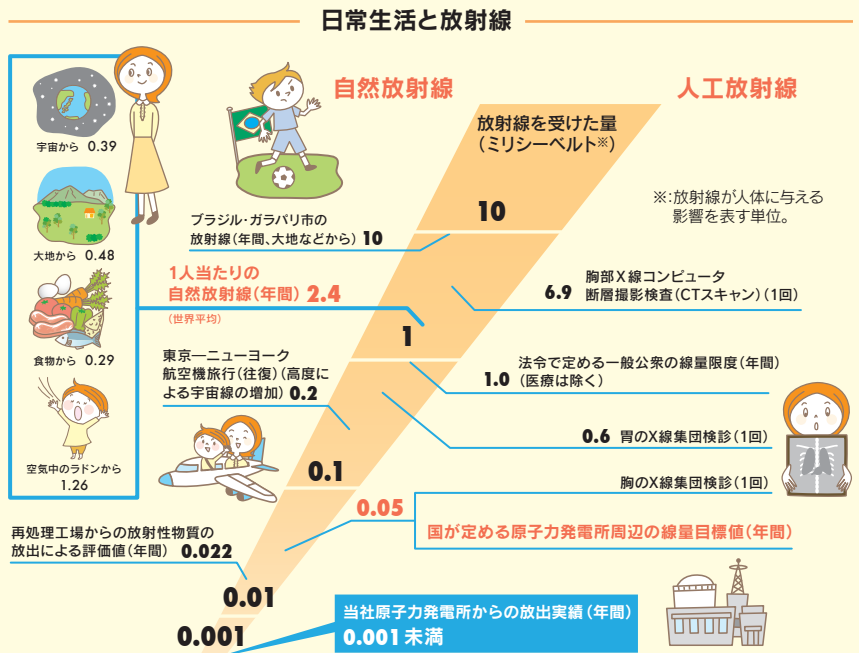 日常生活と放射線
自然放射線
人工放射線
放射線を受けた量
（ミリシーベルト※）
※：放射線が人体に与える
影響を表す単位。
宇宙から 0.39
大地から 0.48
食物から 0.29
空気中のラドンから
1.26
ブラジル・ガラパリ市の
放射線（年間、大地などから） 10
1人当たりの
自然放射線（年間） 2.4
（世界平均）
東京―ニューヨーク
航空機旅行（往復）（高度に
よる宇宙線の増加） 0.2
再処理工場からの放射性物質の
放出による評価値（年間） 0.022
10
1
0.1
0.01
0.001
6.9 胸部X線コンピュータ
断層撮影検査（CTスキャン）（1回）
法令で定める一般公衆の線量限度（年間）
1.0 （医療は除く）
0.6 胃のX線集団検診（1回）
胸のX線集団検診（1回）
0.05
国が定める原子力発電所周辺の線量目標値（年間）
当社原子力発電所からの放出実績（年間）
0.001 未満